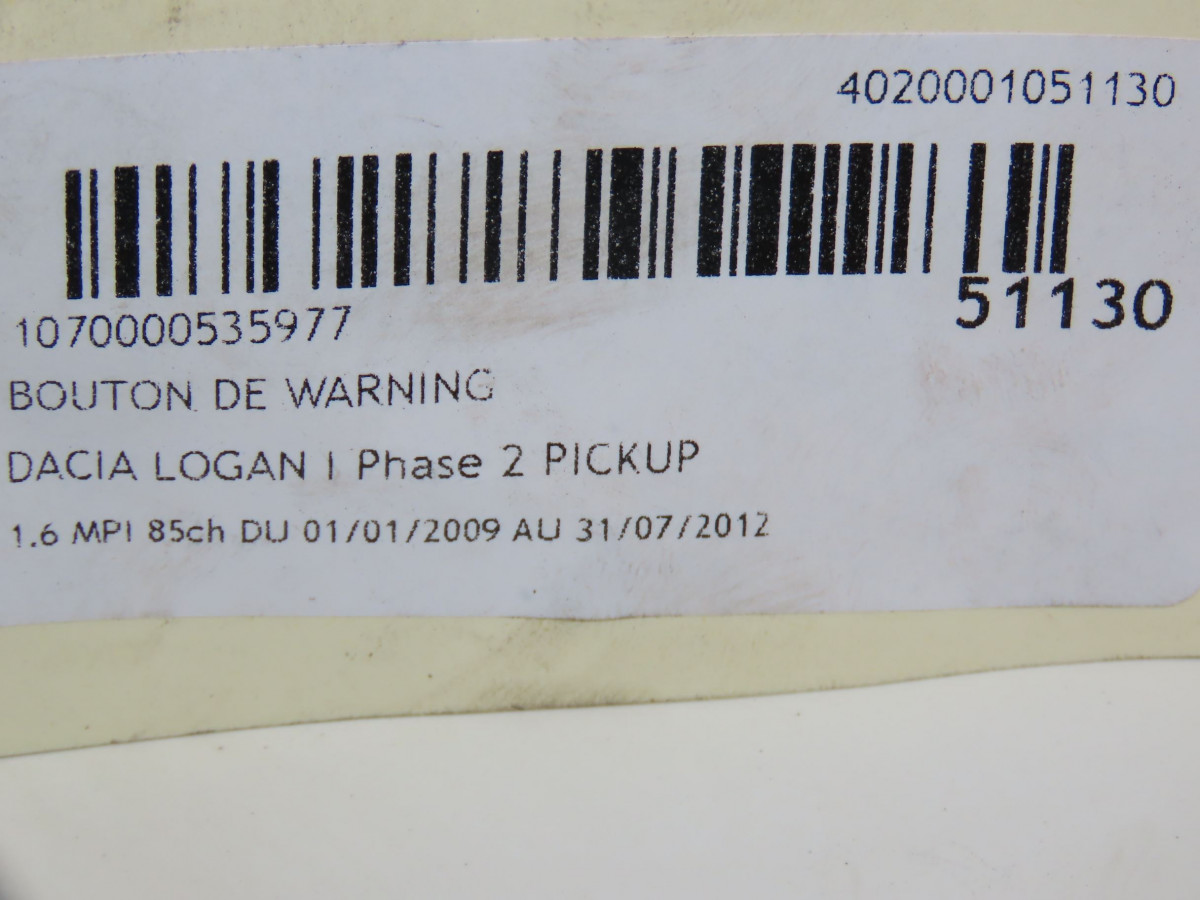 4020001051130
51130
1070000535977
BOUTON DE WARNING
DACIA LOGAN I Phase 2 PICKUP
1.6 MPI 85ch DU 01/01/2009 AU 31/07/2012